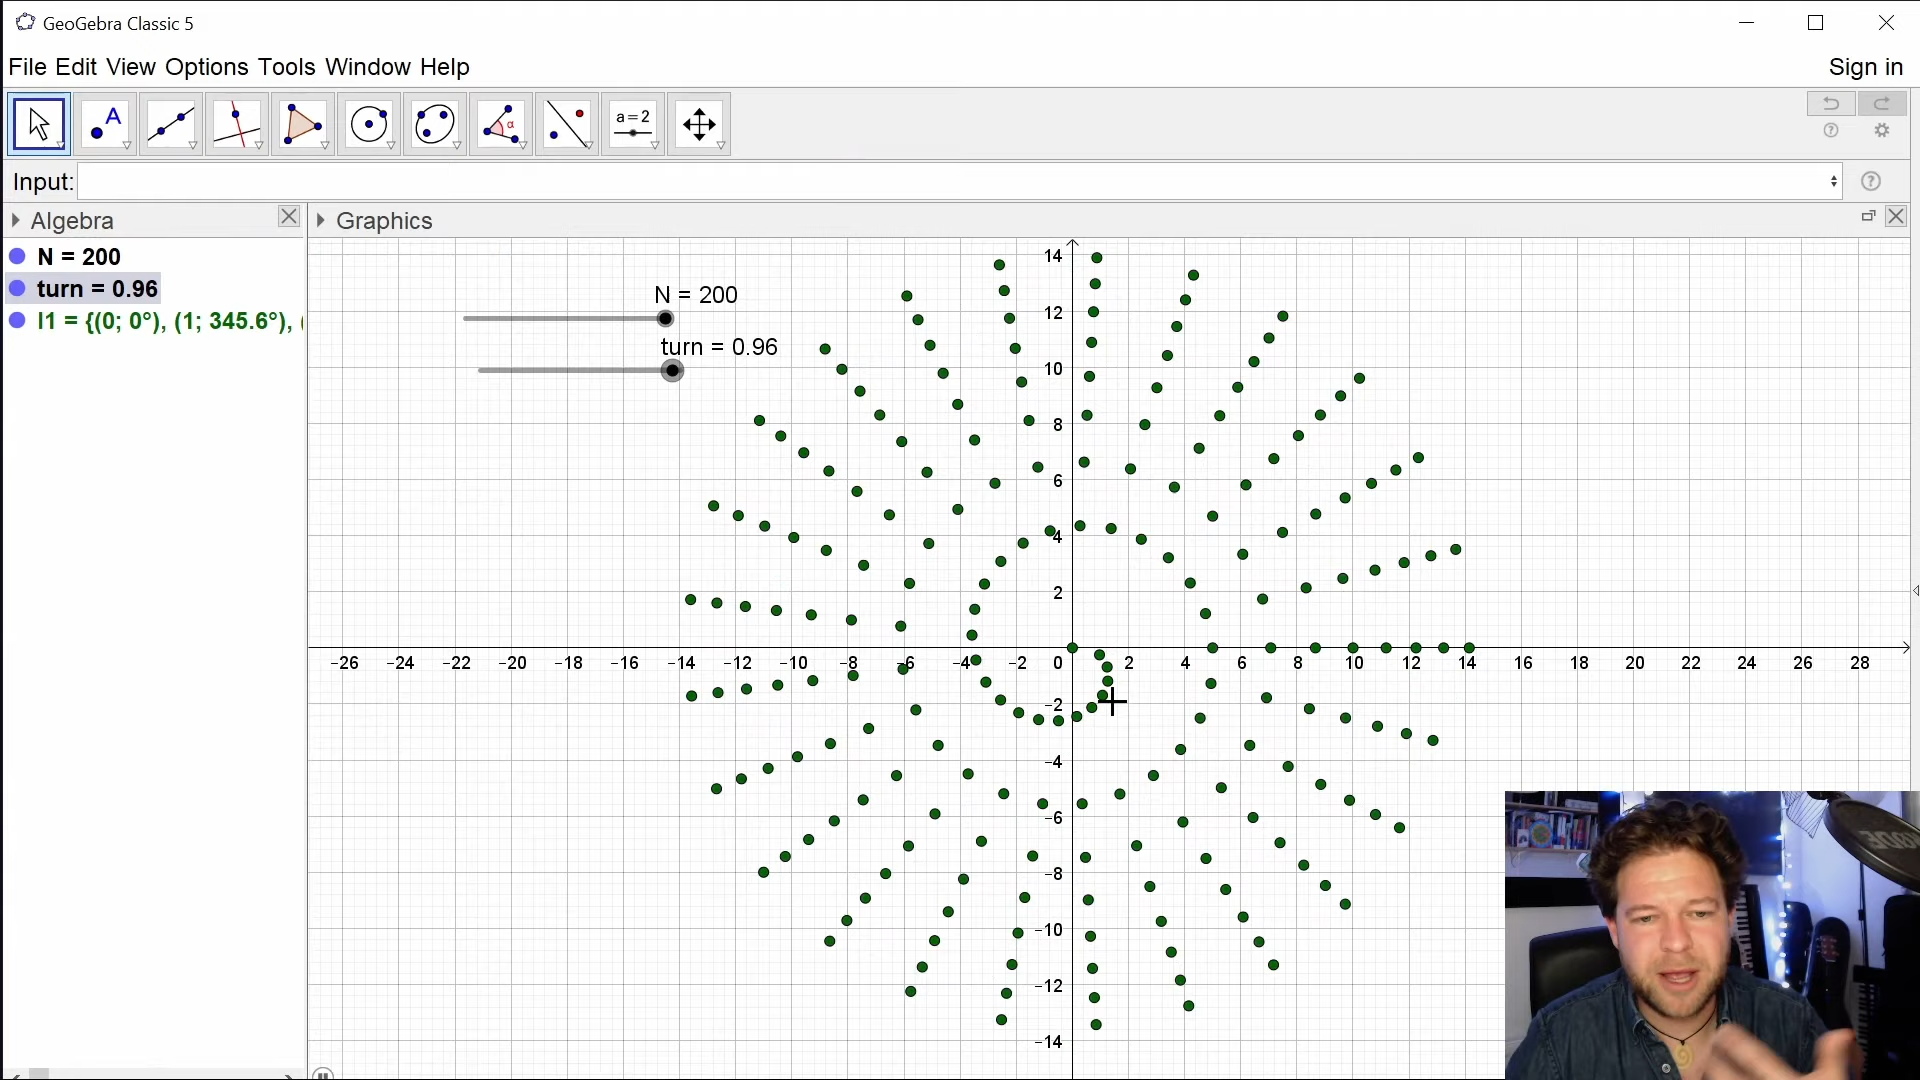 GeoGebra Classic 5
File Edit View Options Tools Window Help
Sign in
A
α
a=2
Input:
Algebra
Graphics
N = 200
turn = 0.96
l1 = {(0; 0°), (1; 345.6°), (
N = 200
turn = 0.96
14
12
10
8
6
4
2
-26 -24 -22 -20 -18 -16 -14 -12 -10 -8 -6 -4 -2 0 2 4 6 8 10 12 14 16 18 20 22 24 26 28
-2
-4
-6
-8
-10
-12
-14
RODE